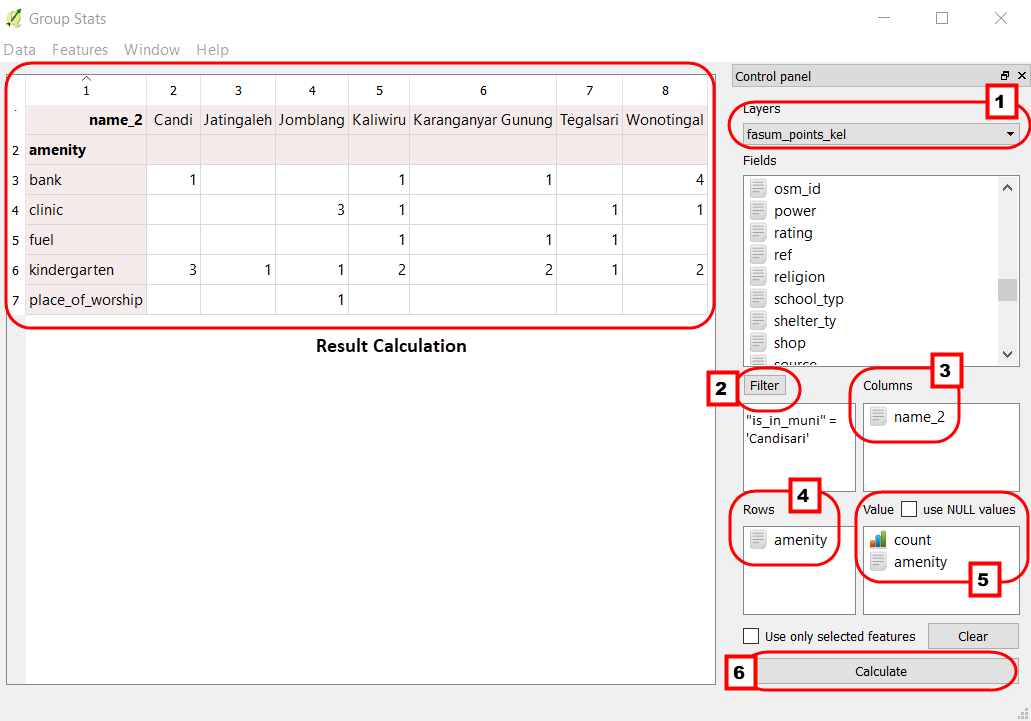 Group Stats
Data Features Window Help
1 2 3 4 5 6 7 8
name_2 Candi Jatingaleh Jomblang Kaliwiru Karanganyar Gunung Tegalsari Wonotingal
2 amenity
3 bank 1 1 1 4
4 clinic 3 1 1 1
5 fuel 1 1 1
6 kindergarten 3 1 1 2 2 1 2
7 place_of_worship 1
Result Calculation
Control panel
1
Layers
fasum_points_kel
Fields
osm_id
power
rating
ref
religion
school_typ
shelter_ty
shop
source
2 Filter
"is_in_muni" =
'Candisari'
3
Columns
name_2
4
Rows
amenity
Value use NULL values
count
amenity
5
Use only selected features Clear
6 Calculate